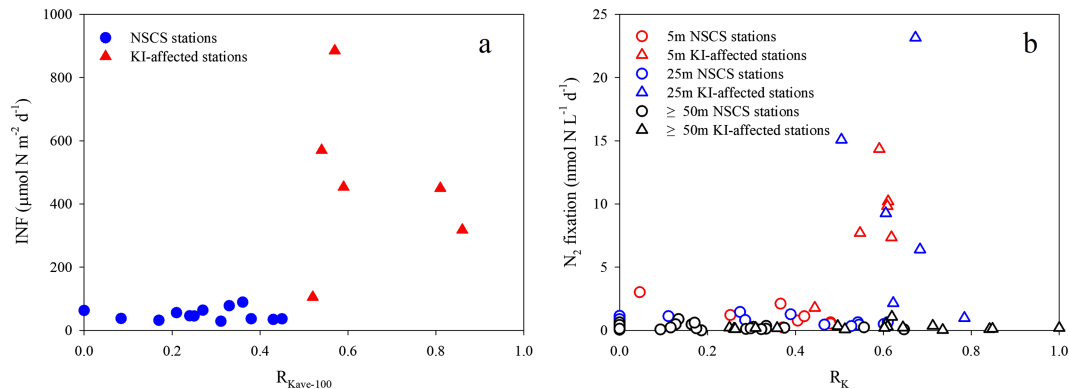 a
NSCS stations
KI-affected stations
INF (μmol N m⁻² d⁻¹)
1000
800
600
400
200
0
0.0 0.2 0.4 0.6 0.8 1.0
R_Kave-100
b
5m NSCS stations
5m KI-affected stations
25m NSCS stations
25m KI-affected stations
≥ 50m NSCS stations
≥ 50m KI-affected stations
N₂ fixation (nmol N L⁻¹ d⁻¹)
25
20
15
10
5
0
0.0 0.2 0.4 0.6 0.8 1.0
R_K